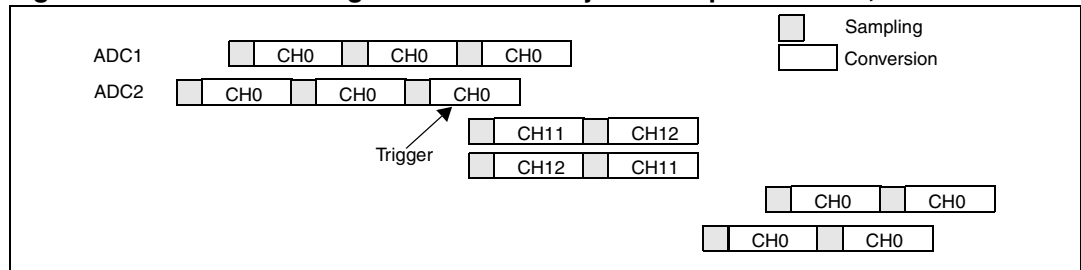 Sampling
ADC1 CH0 CH0 CH0
Conversion
ADC2 CH0 CH0 CH0
Trigger
CH11 CH12
CH12 CH11
CH0 CH0
CH0 CH0